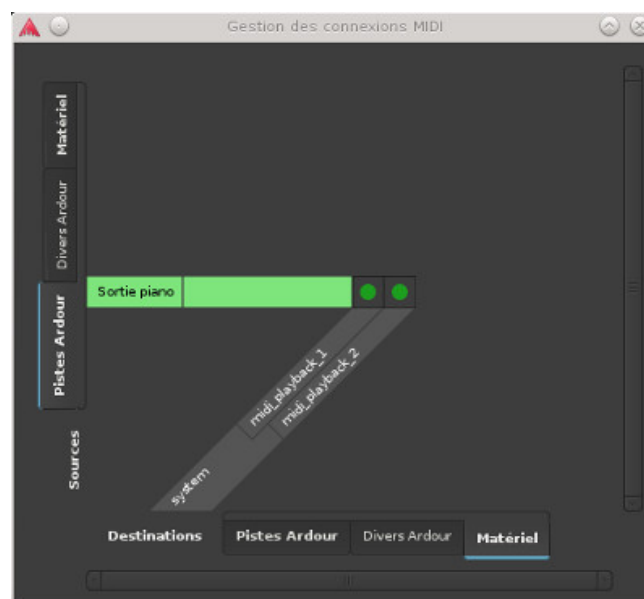 Gestion des connexions MIDI
Matériel
Divers Ardour
Pistes Ardour
Sources
Sortie piano
midi_playback_1
midi_playback_2
system
Destinations
Pistes Ardour
Divers Ardour
Matériel